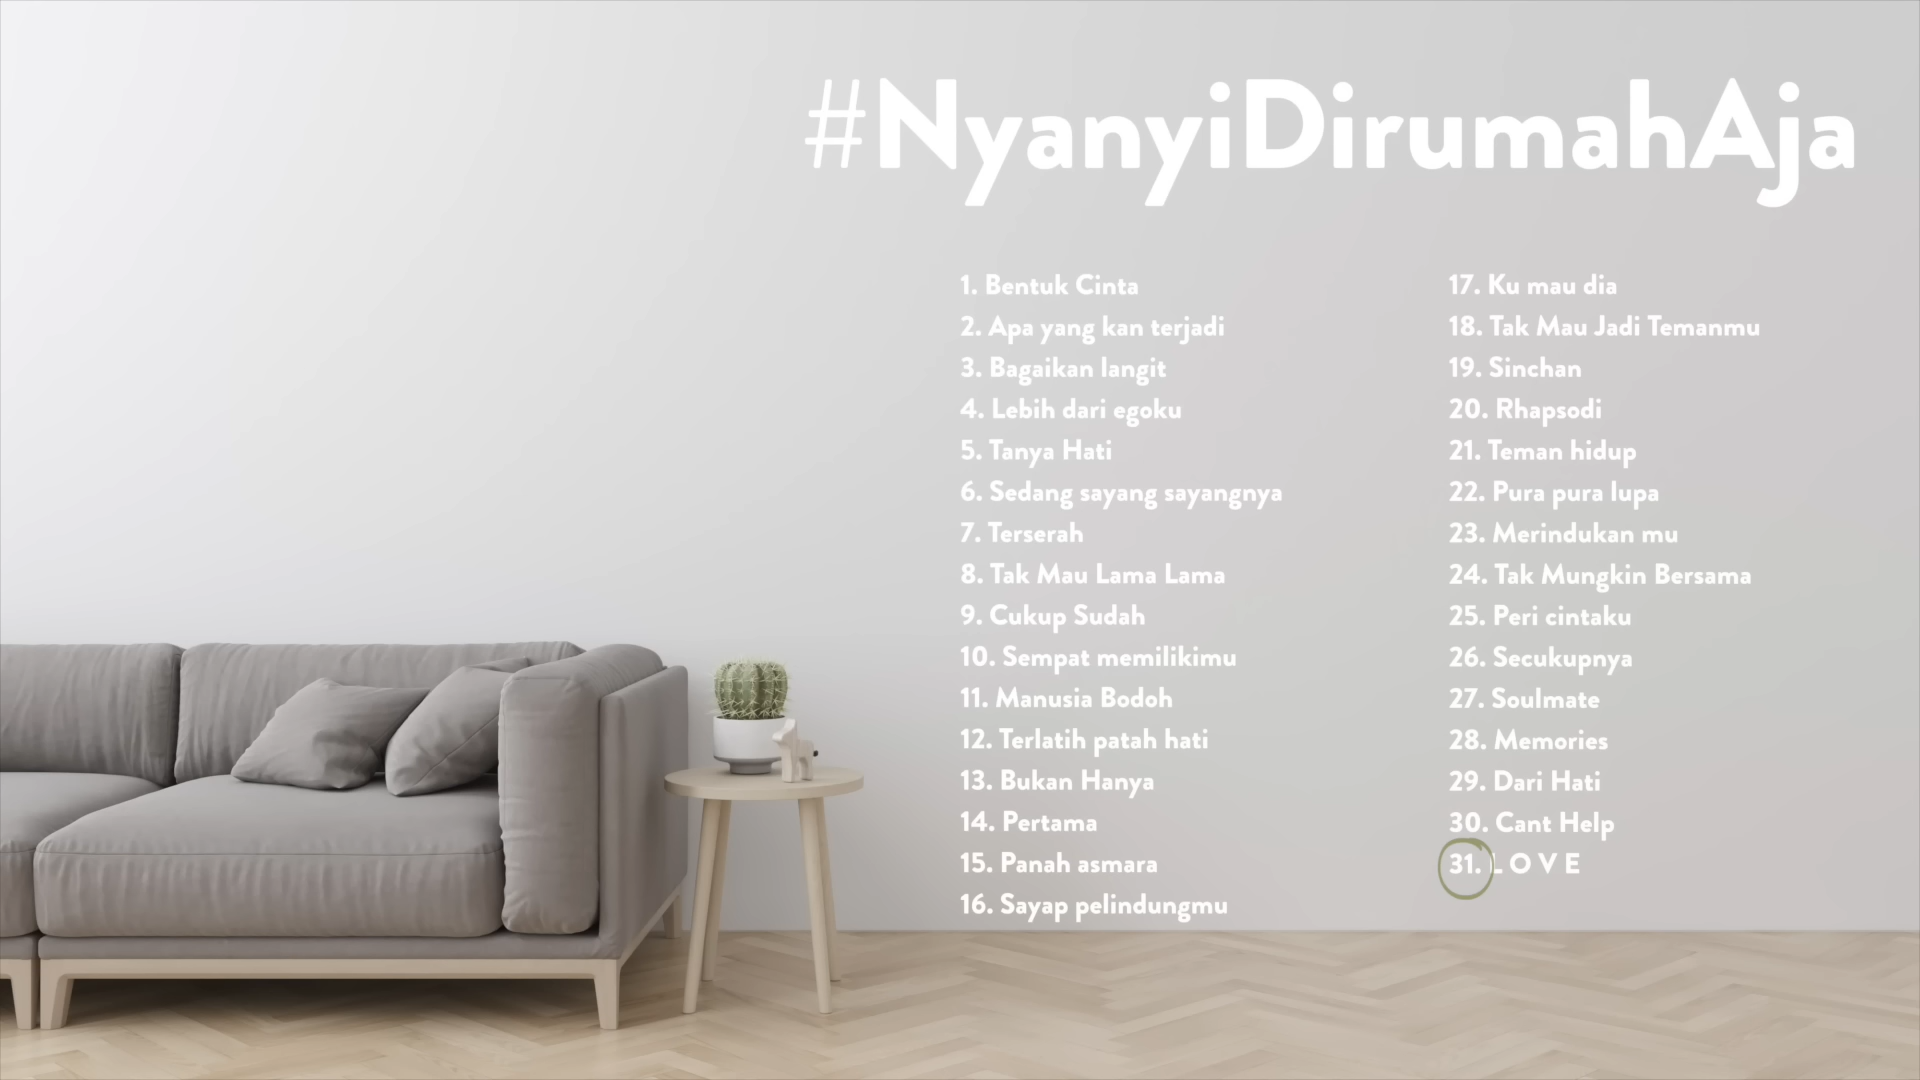 #NyanyiDirumahAja
1. Bentuk Cinta
2. Apa yang kan terjadi
3. Bagaikan langit
4. Lebih dari egoku
5. Tanya Hati
6. Sedang sayang sayangnya
7. Terserah
8. Tak Mau Lama Lama
9. Cukup Sudah
10. Sempat memilikimu
11. Manusia Bodoh
12. Terlatih patah hati
13. Bukan Hanya
14. Pertama
15. Panah asmara
16. Sayap pelindungmu
17. Ku mau dia
18. Tak Mau Jadi Temanmu
19. Sinchan
20. Rhapsodi
21. Teman hidup
22. Pura pura lupa
23. Merindukan mu
24. Tak Mungkin Bersama
25. Peri cintaku
26. Secukupnya
27. Soulmate
28. Memories
29. Dari Hati
30. Cant Help
31. L O V E